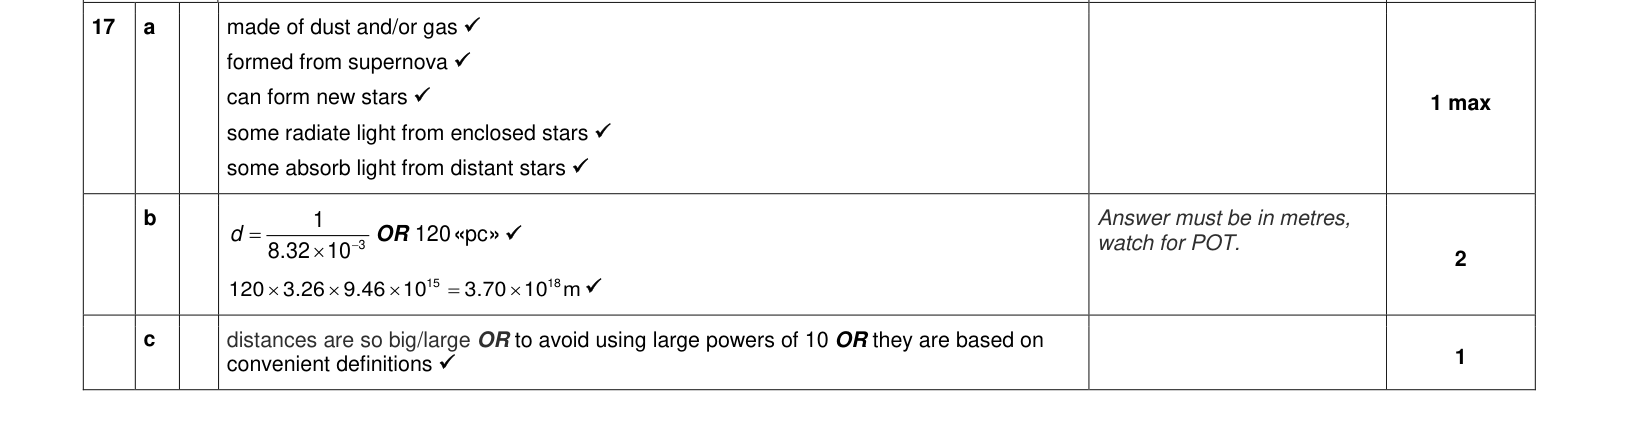 17 a made of dust and/or gas ✓
formed from supernova ✓
can form new stars ✓
some radiate light from enclosed stars ✓
some absorb light from distant stars ✓
1 max
b d = 1 / 8.32 × 10⁻³ OR 120 «pc» ✓
120 × 3.26 × 9.46 × 10¹⁵ = 3.70 × 10¹⁸ m ✓
Answer must be in metres,
watch for POT.
2
c distances are so big/large OR to avoid using large powers of 10 OR they are based on
convenient definitions ✓
1